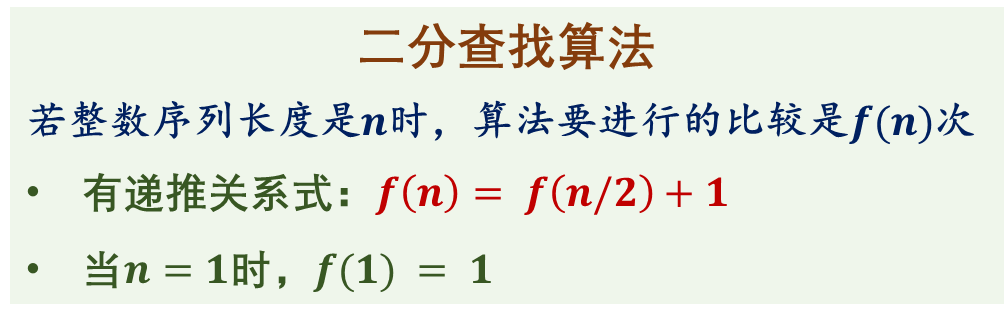 二分查找算法
若整数序列长度是n时，算法要进行的比较是f(n)次
• 有递推关系式：f(n) = f(n/2) + 1
• 当n = 1时，f(1) = 1